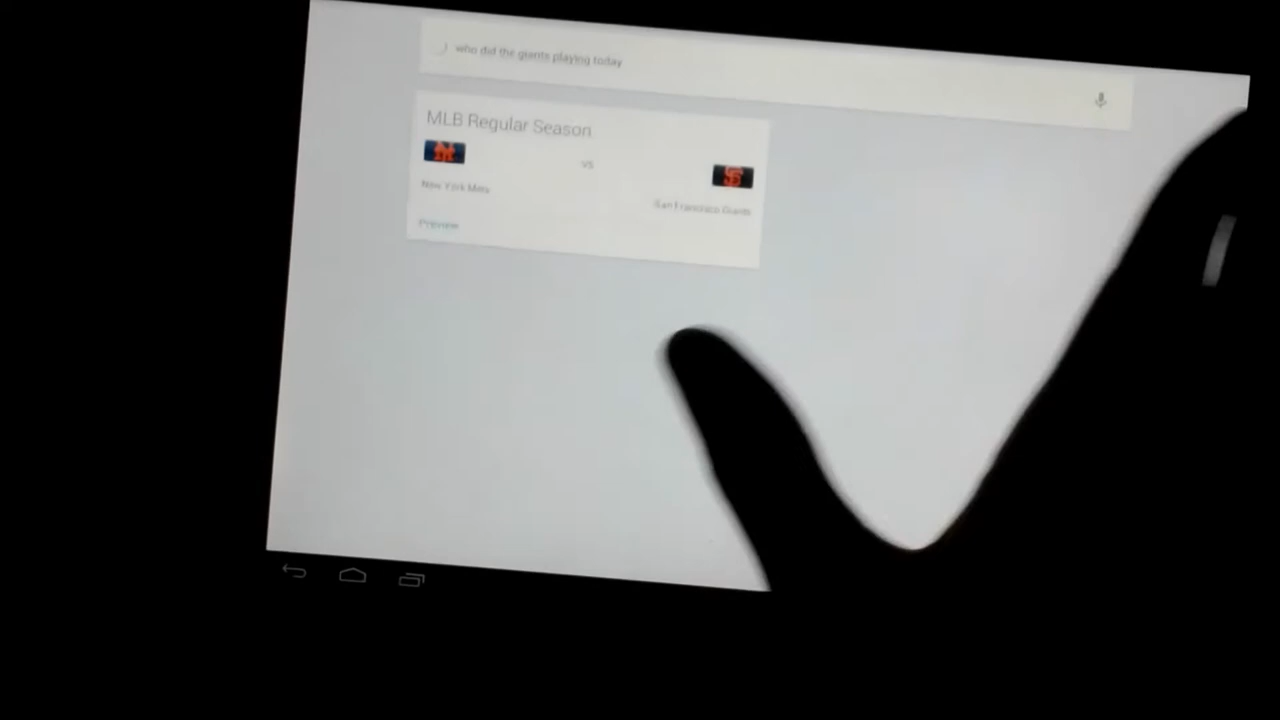 who did the giants playing today
MLB Regular Season
VS
New York Mets
San Francisco Giants
Preview